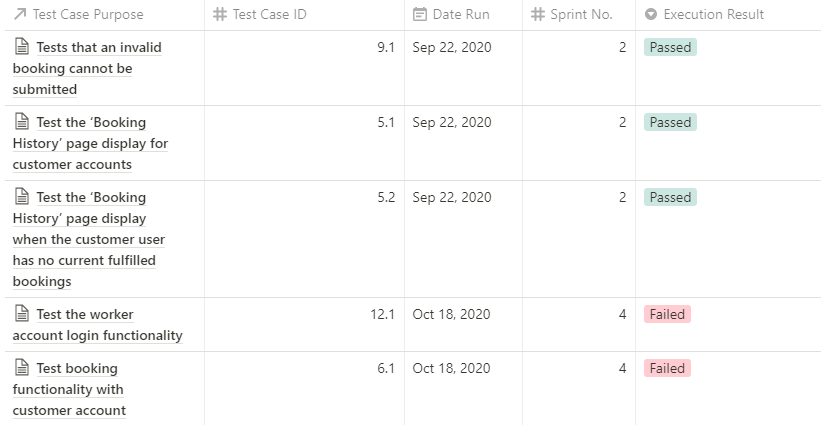 Test Case Purpose Test Case ID Date Run Sprint No. Execution Result
Tests that an invalid 9.1 Sep 22, 2020 2 Passed
booking cannot be
submitted
Test the ‘Booking 5.1 Sep 22, 2020 2 Passed
History’ page display for
customer accounts
Test the ‘Booking 5.2 Sep 22, 2020 2 Passed
History’ page display
when the customer user
has no current fulfilled
bookings
Test the worker 12.1 Oct 18, 2020 4 Failed
account login functionality
Test booking 6.1 Oct 18, 2020 4 Failed
functionality with
customer account